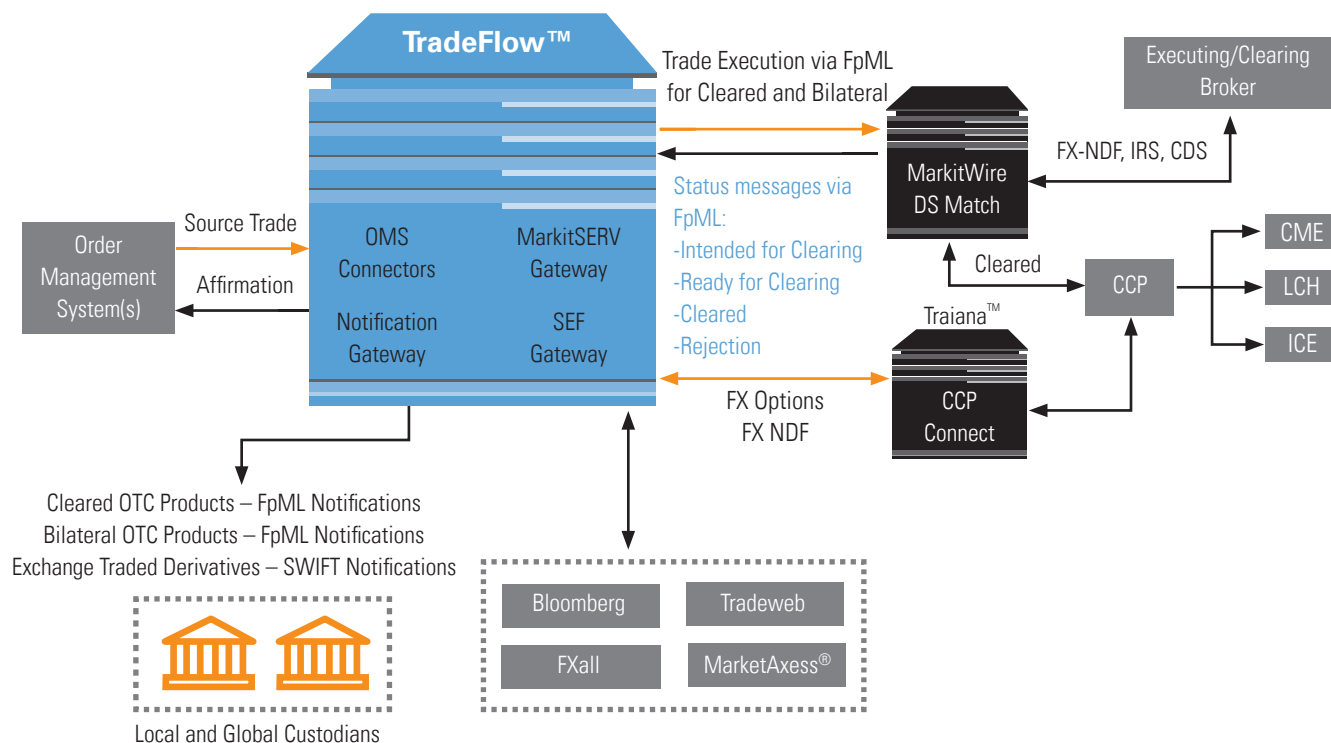 TradeFlow™
Trade Execution via FpML
for Cleared and Bilateral
Executing/Clearing
Broker
FX-NDF, IRS, CDS
MarkitWire
DS Match
Status messages via
FpML:
-Intended for Clearing
-Ready for Clearing
-Cleared
-Rejection
Order
Management
System(s)
Source Trade
Affirmation
OMS
Connectors
MarkitSERV
Gateway
Notification
Gateway
SEF
Gateway
Cleared
CCP
CME
LCH
ICE
Traiana™
CCP
Connect
FX Options
FX NDF
Cleared OTC Products – FpML Notifications
Bilateral OTC Products – FpML Notifications
Exchange Traded Derivatives – SWIFT Notifications
Bloomberg
Tradeweb
FXall
MarketAxess®
Local and Global Custodians